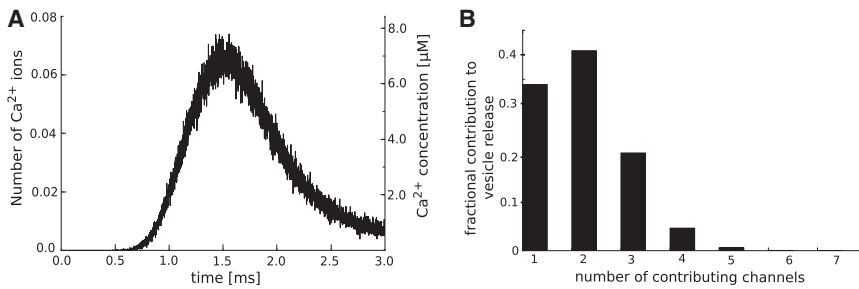 A
0.08
0.06
0.04
0.02
0.0
Number of Ca2+ ions
0.0 0.5 1.0 1.5 2.0 2.5 3.0
time [ms]
8.0
6.0
4.0
2.0
Ca2+ concentration [µM]
B
0.4
0.3
0.2
0.1
0
fractional contribution to
vesicle release
1 2 3 4 5 6 7
number of contributing channels